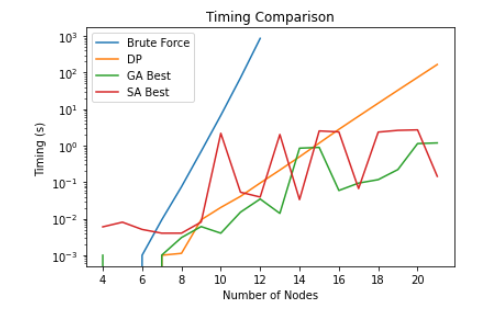 Timing Comparison
Brute Force
DP
GA Best
SA Best
Timing (s)
10³
10²
10¹
10⁰
10⁻¹
10⁻²
10⁻³
4 6 8 10 12 14 16 18 20
Number of Nodes